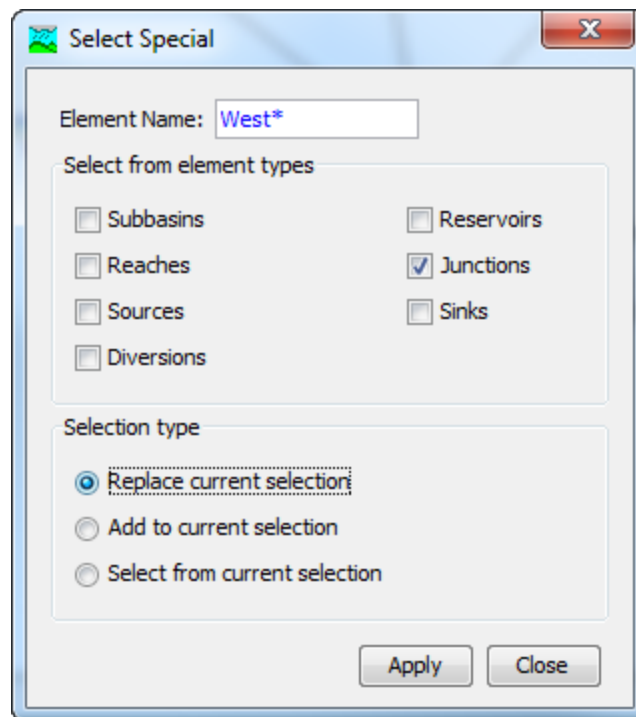 Select Special
Element Name: West*
Select from element types
Subbasins Reservoirs
Reaches Junctions
Sources Sinks
Diversions
Selection type
Replace current selection
Add to current selection
Select from current selection
Apply Close